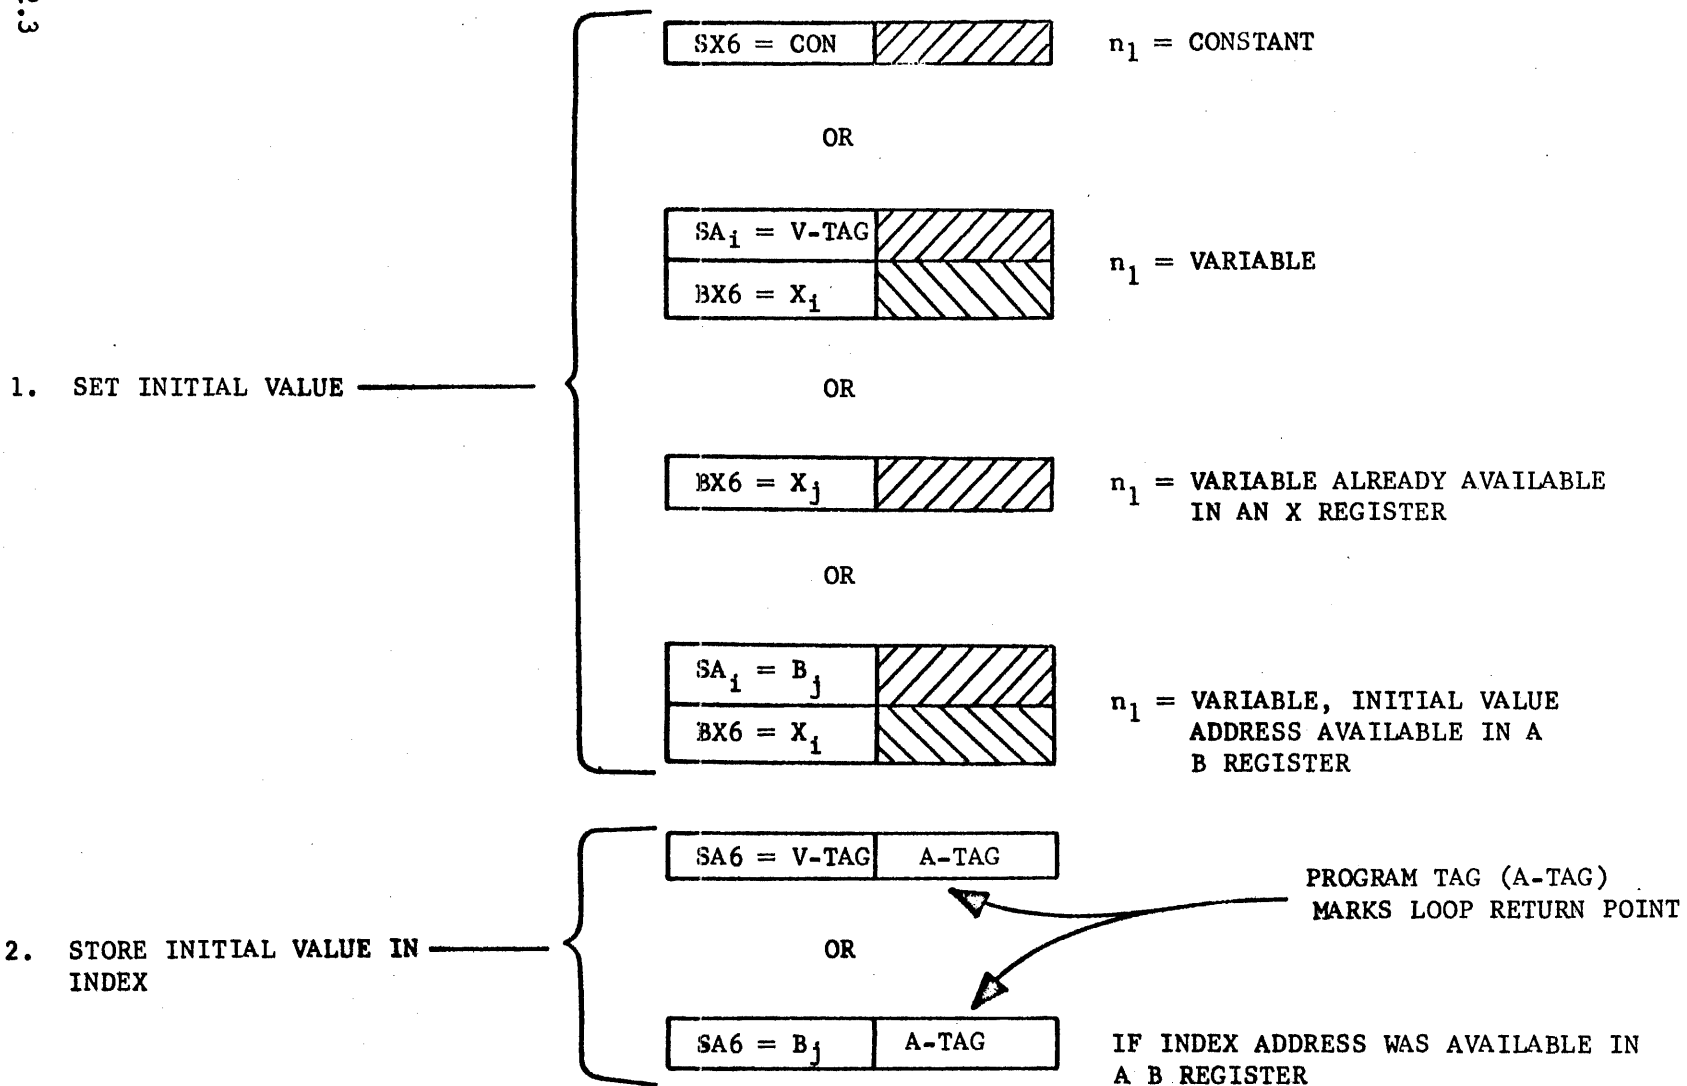 2.3
SX6 = CON
n1 = CONSTANT
OR
SAi = V-TAG
BX6 = Xi
n1 = VARIABLE
1. SET INITIAL VALUE
OR
BX6 = Xj
n1 = VARIABLE ALREADY AVAILABLE
IN AN X REGISTER
OR
SAi = Bj
BX6 = Xi
n1 = VARIABLE, INITIAL VALUE
ADDRESS AVAILABLE IN A
B REGISTER
SA6 = V-TAG A-TAG
PROGRAM TAG (A-TAG)
MARKS LOOP RETURN POINT
2. STORE INITIAL VALUE IN
INDEX
OR
SA6 = Bj A-TAG
IF INDEX ADDRESS WAS AVAILABLE IN
A B REGISTER